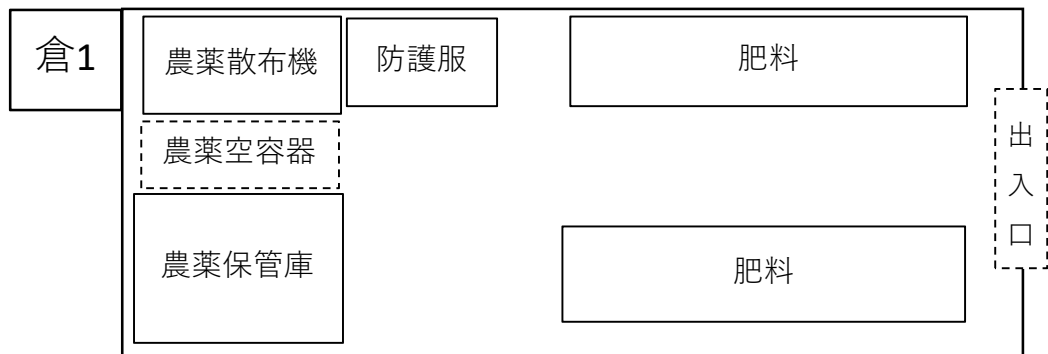 倉1
農薬散布機
防護服
肥料
出入口
農薬空容器
農薬保管庫
肥料